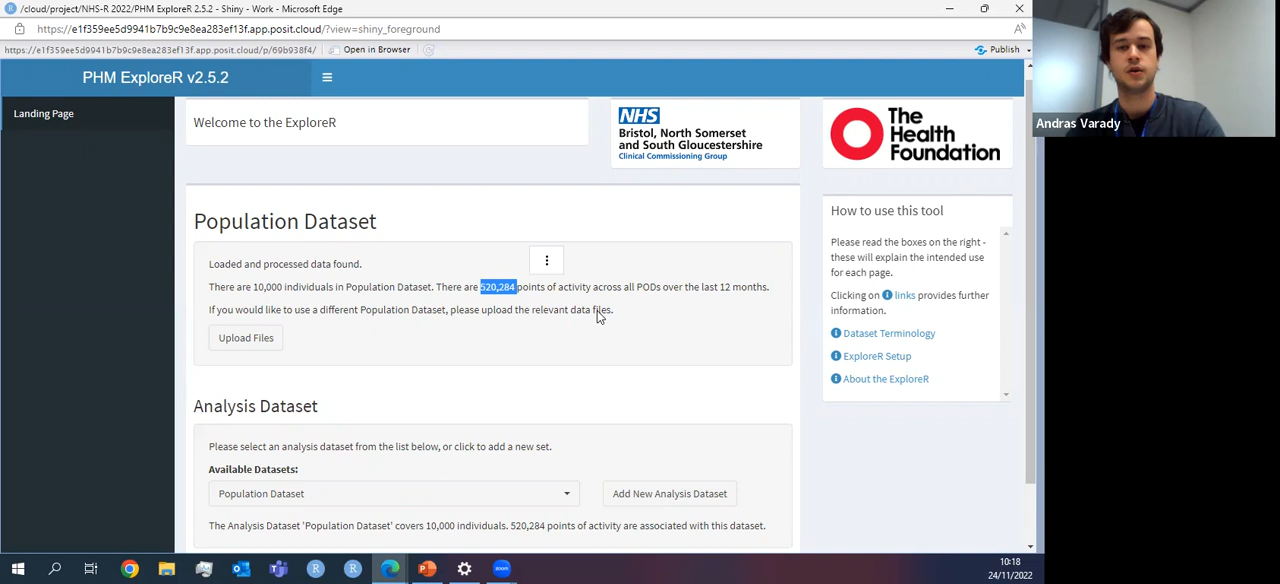 /cloud/project/NHS-R 2022/PHM ExploreR 2.5.2 - Shiny - Work - Microsoft Edge
https://e1f359ee5d9941b7b9c9e8ea283ef13f.app.posit.cloud/?view=shiny_foreground
https://e1f359ee5d9941b7b9c9e8ea283ef13f.app.posit.cloud/p/69b938f4/
Open in Browser
Publish
PHM ExploreR v2.5.2
Landing Page
Welcome to the ExploreR
NHS
Bristol, North Somerset
and South Gloucestershire
Clinical Commissioning Group
The
Health
Foundation
Andras Varady
Population Dataset
Loaded and processed data found.
There are 10,000 individuals in Population Dataset. There are 520,284 points of activity across all PODs over the last 12 months.
If you would like to use a different Population Dataset, please upload the relevant data files.
Upload Files
Analysis Dataset
Please select an analysis dataset from the list below, or click to add a new set.
Available Datasets:
Population Dataset
Add New Analysis Dataset
The Analysis Dataset 'Population Dataset' covers 10,000 individuals. 520,284 points of activity are associated with this dataset.
How to use this tool
Please read the boxes on the right -
these will explain the intended use
for each page.
Clicking on links provides further
information.
Dataset Terminology
ExploreR Setup
About the ExploreR
10:18
24/11/2022